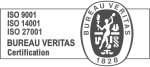 ISO 9001
ISO 14001
ISO 27001
BUREAU VERITAS
Certification
BUREAU VERITAS
1828